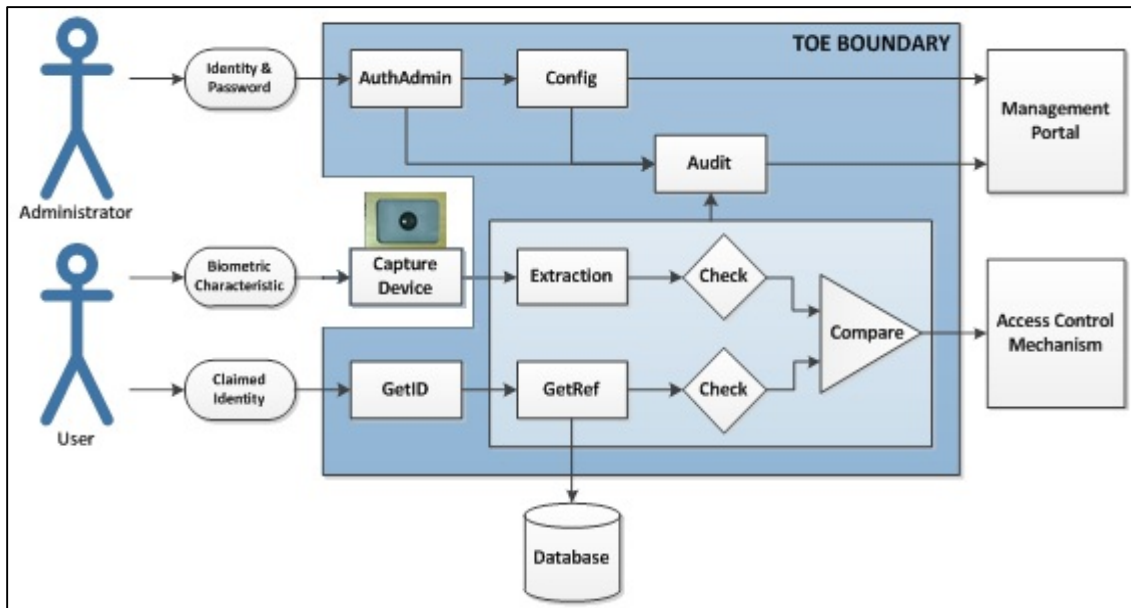 TOE BOUNDARY
Identity &
Password
AuthAdmin
Config
Management
Portal
Audit
Administrator
Biometric
Characteristic
Capture
Device
Extraction
Check
Compare
Access Control
Mechanism
Claimed
Identity
GetID
GetRef
Check
User
Database